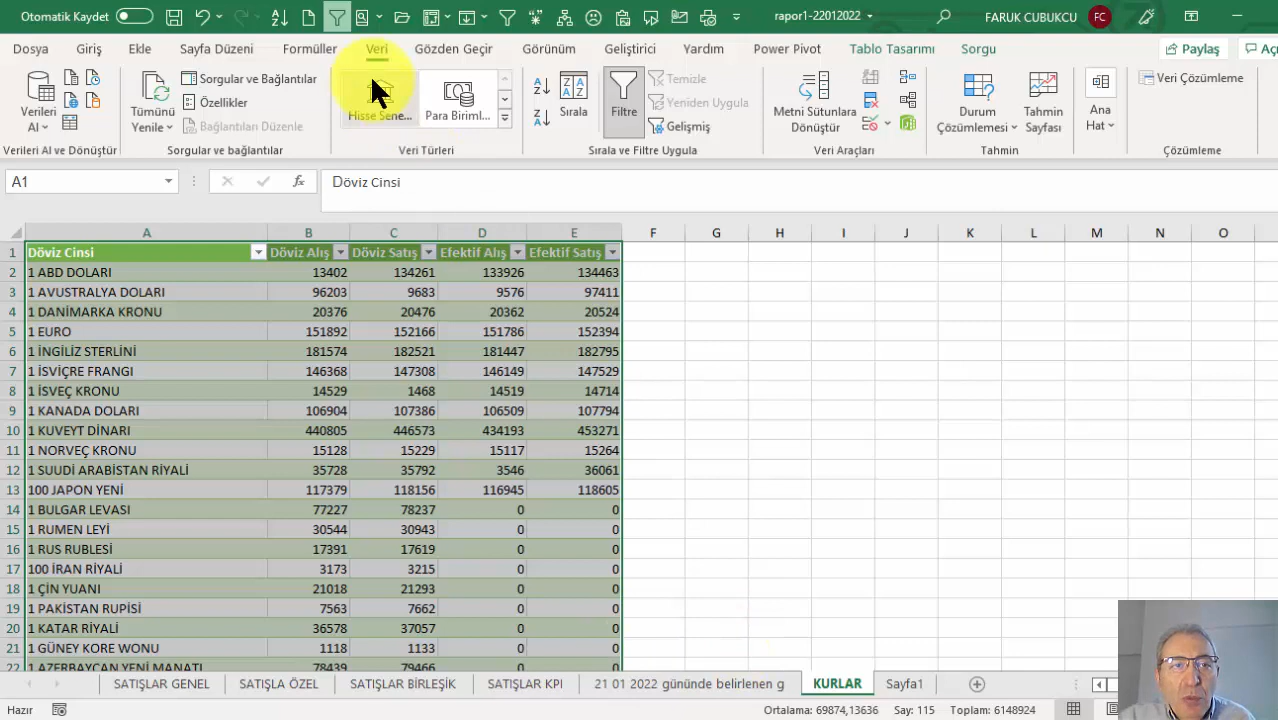 Otomatik Kaydet
rapor1-22012022
FARUK CUBUKCU
FC
Dosya Giriş Ekle Sayfa Düzeni Formüller Veri Gözden Geçir Görünüm Geliştirici Yardım Power Pivot Tablo Tasarımı Sorgu
Paylaş
Verileri Al
Tümünü Yenile
Sorgular ve Bağlantılar
Özellikler
Bağlantıları Düzenle
Hisse Sene...
Para Biriml...
Sırala
Filtre
Temizle
Yeniden Uygula
Gelişmiş
Metni Sütunlara Dönüştür
Durum Çözümlemesi
Tahmin Sayfası
Ana Hat
Veri Çözümleme
Verileri Al ve Dönüştür
Sorgular ve bağlantılar
Veri Türleri
Sırala ve Filtre Uygula
Veri Araçları
Tahmin
Çözümleme
A1
fx
Döviz Cinsi
A B C D E F G H I J K L M N O
1 Döviz Cinsi Döviz Alış Döviz Satış Efektif Alış Efektif Satış
2 1 ABD DOLARI 13402 134261 133926 134463
3 1 AVUSTRALYA DOLARI 96203 9683 9576 97411
4 1 DANİMARKA KRONU 20376 20476 20362 20524
5 1 EURO 151892 152166 151786 152394
6 1 İNGİLİZ STERLİNİ 181574 182521 181447 182795
7 1 İSVİÇRE FRANGI 146368 147308 146149 147529
8 1 İSVEÇ KRONU 14529 1468 14519 14714
9 1 KANADA DOLARI 106904 107386 106509 107794
10 1 KUVEYT DİNARI 440805 446573 434193 453271
11 1 NORVEÇ KRONU 15128 15229 15117 15264
12 1 SUUDİ ARABİSTAN RİYALİ 35728 35792 3546 36061
13 100 JAPON YENİ 117379 118156 116945 118605
14 1 BULGAR LEVASI 77227 78237 0 0
15 1 RUMEN LEYİ 30544 30943 0 0
16 1 RUS RUBLESİ 17391 17619 0 0
17 100 İRAN RİYALİ 3173 3215 0 0
18 1 ÇİN YUANI 21018 21293 0 0
19 1 PAKİSTAN RUPİSİ 7563 7662 0 0
20 1 KATAR RİYALİ 36578 37057 0 0
21 1 GÜNEY KORE WONU 1118 1133 0 0
22 1 AZERBAYCAN YENİ MANATI 78439 79466 0 0
SATIŞLAR GENEL SATIŞLA ÖZEL SATIŞLAR BİRLEŞİK SATIŞLAR KPI 21 01 2022 gününde belirlenen g KURLAR Sayfa1
Hazır
Ortalama: 69874,13636 Say: 115 Toplam: 6148924